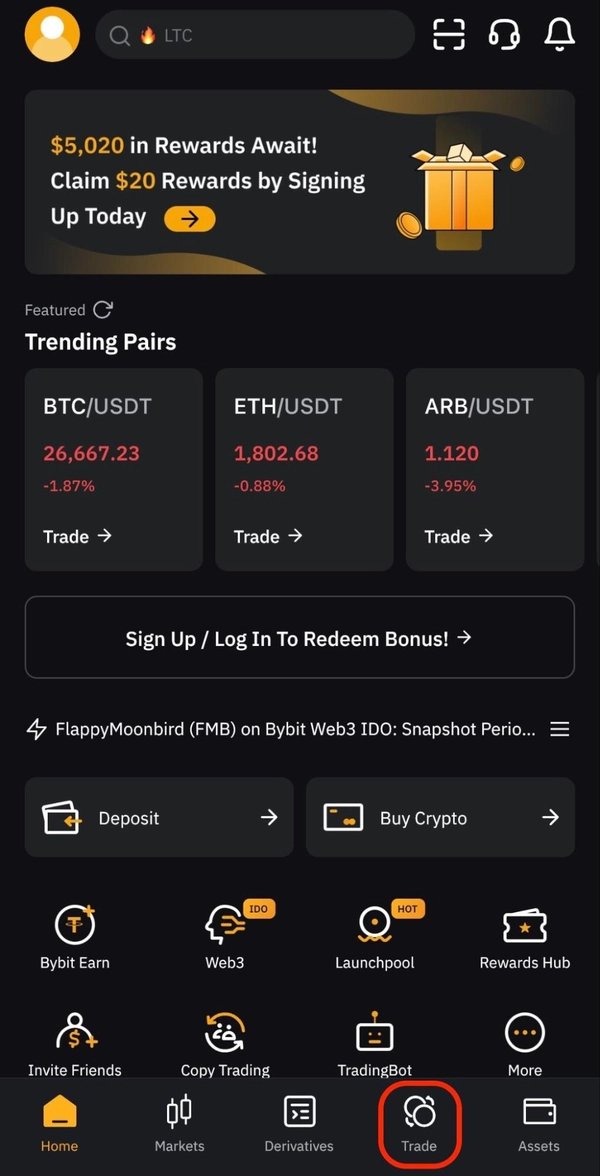 LTC
$5,020 in Rewards Await!
Claim $20 Rewards by Signing
Up Today
Featured
Trending Pairs
BTC/USDT
26,667.23
-1.87%
Trade
ETH/USDT
1,802.68
-0.88%
Trade
ARB/USDT
1.120
-3.95%
Trade
Sign Up / Log In To Redeem Bonus!
FlappyMoonbird (FMB) on Bybit Web3 IDO: Snapshot Perio...
Deposit
Buy Crypto
Bybit Earn
IDO
Web3
HOT
Launchpool
Rewards Hub
Invite Friends
Copy Trading
TradingBot
More
Home
Markets
Derivatives
Trade
Assets